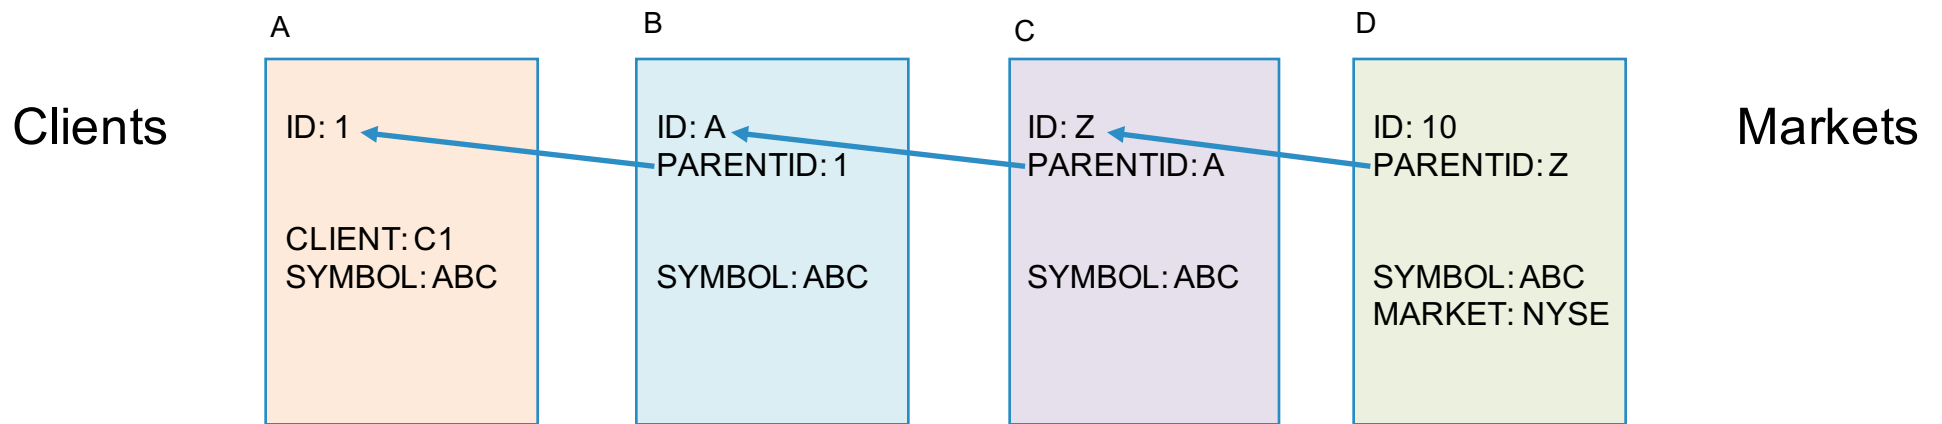 Clients
A
ID: 1
CLIENT: C1
SYMBOL: ABC
B
ID: A
PARENTID: 1
SYMBOL: ABC
C
ID: Z
PARENTID: A
SYMBOL: ABC
D
ID: 10
PARENTID: Z
SYMBOL: ABC
MARKET: NYSE
Markets